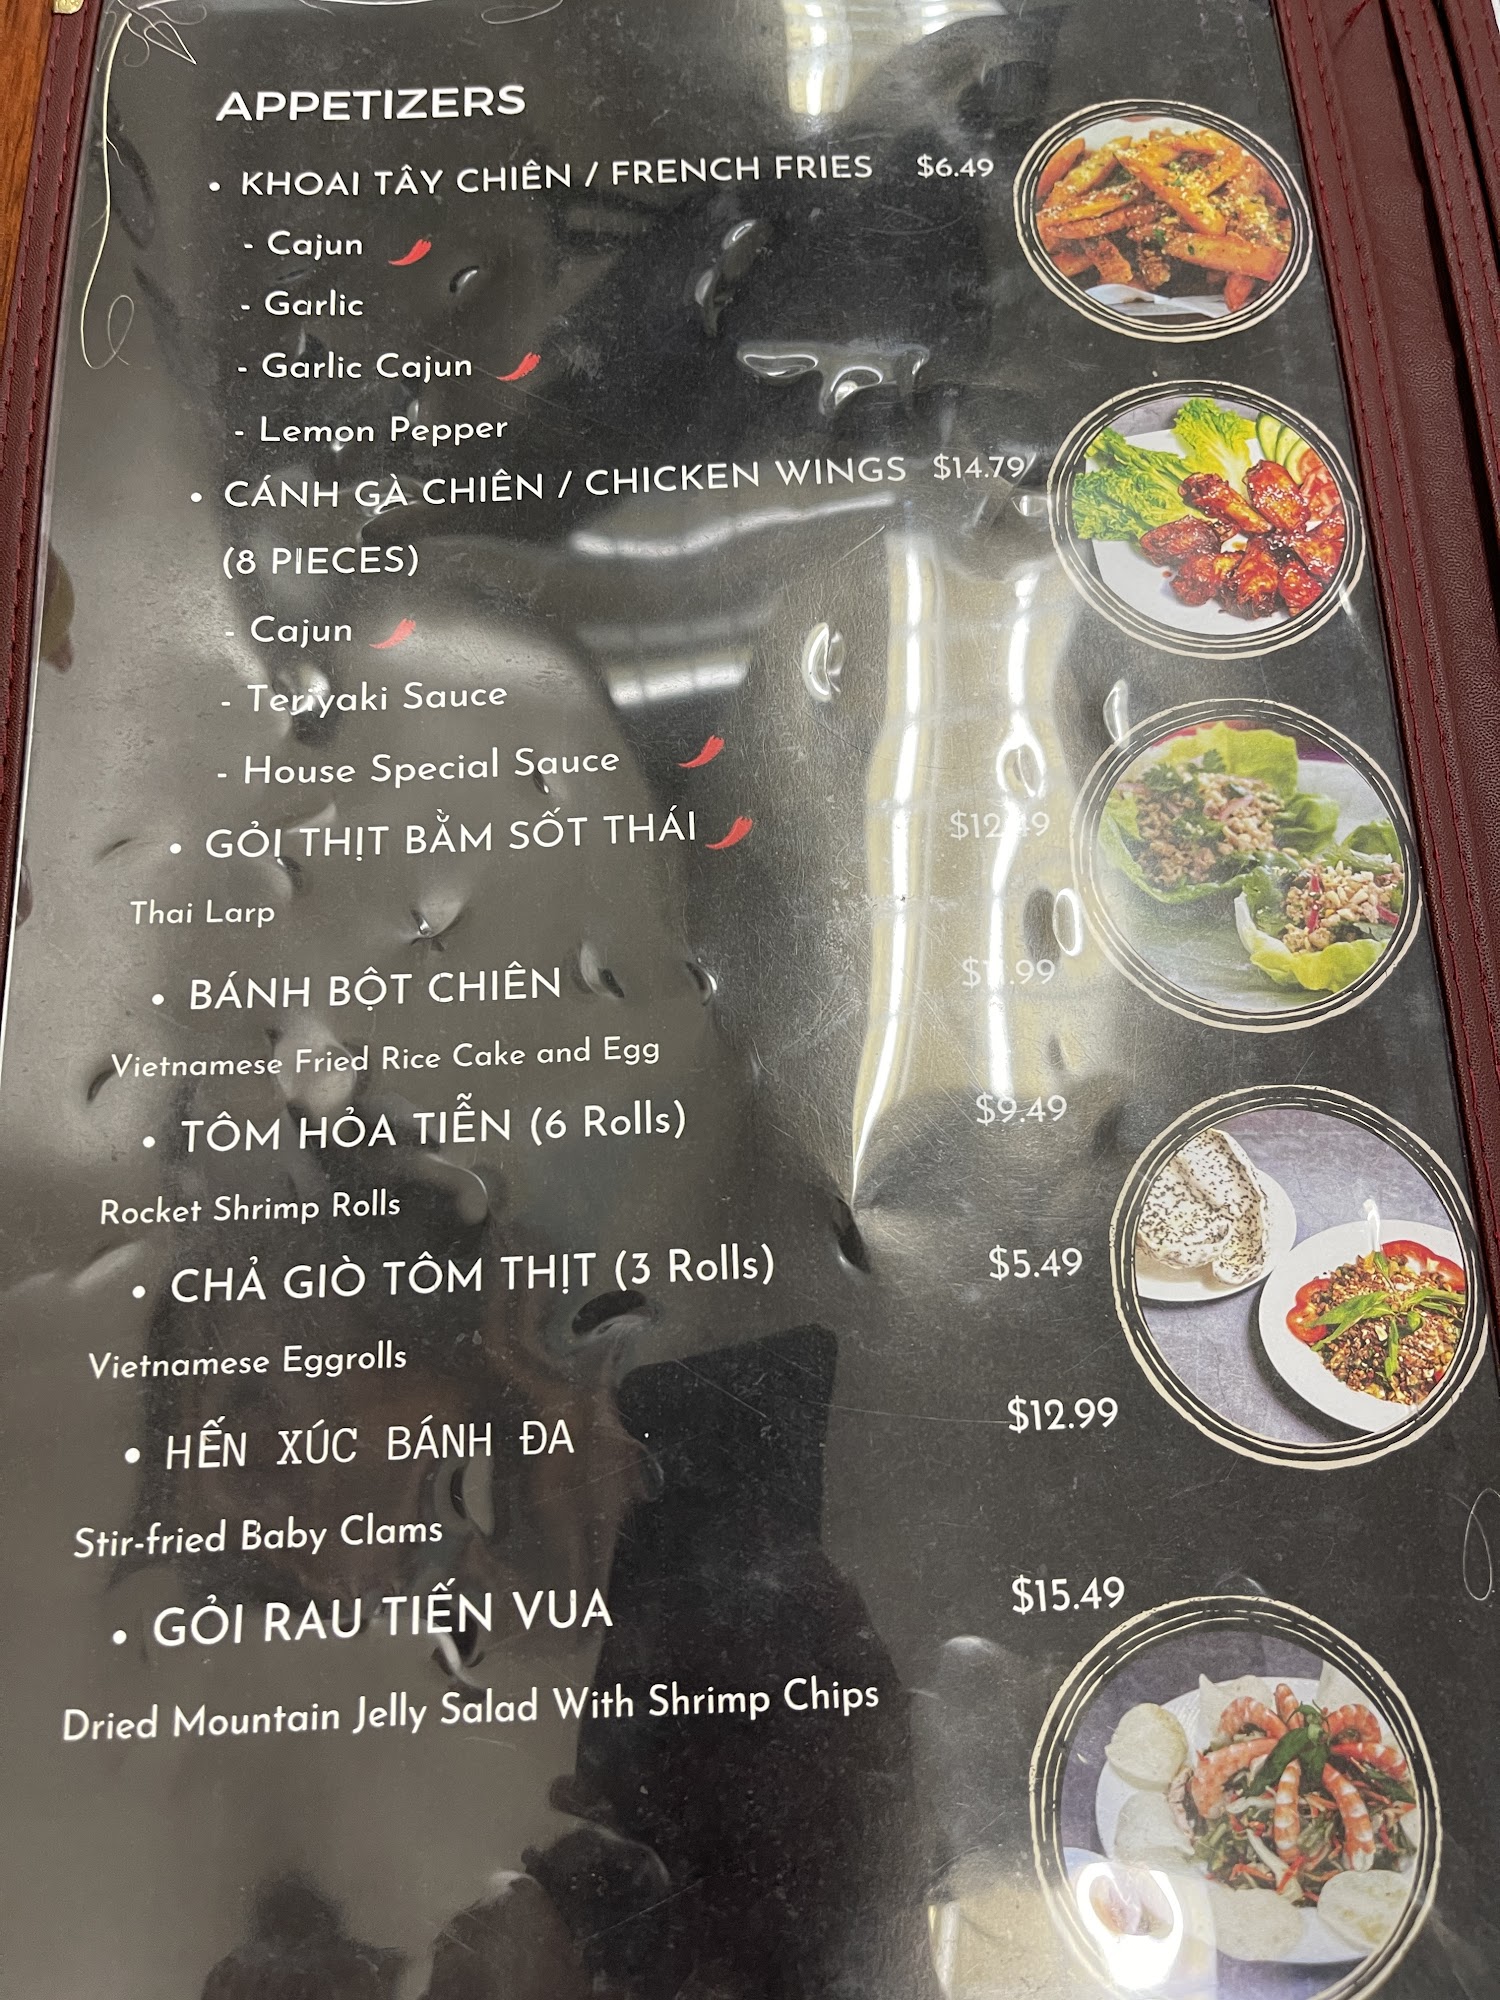 APPETIZERS
• KHOAI TÂY CHIÊN / FRENCH FRIES $6.49
- Cajun
- Garlic
- Garlic Cajun
- Lemon Pepper
• CÁNH GÀ CHIÊN / CHICKEN WINGS $14.79
(8 PIECES)
- Cajun
- Teriyaki Sauce
- House Special Sauce
• GỎI THỊT BẰM SỐT THÁI $12.49
Thai Larp
• BÁNH BỘT CHIÊN $11.99
Vietnamese Fried Rice Cake and Egg
• TÔM HỎA TIỄN (6 Rolls) $9.49
Rocket Shrimp Rolls
• CHẢ GIÒ TÔM THỊT (3 Rolls) $5.49
Vietnamese Eggrolls
• HẾN XÚC BÁNH ĐA $12.99
Stir-fried Baby Clams
• GỎI RAU TIẾN VUA $15.49
Dried Mountain Jelly Salad With Shrimp Chips